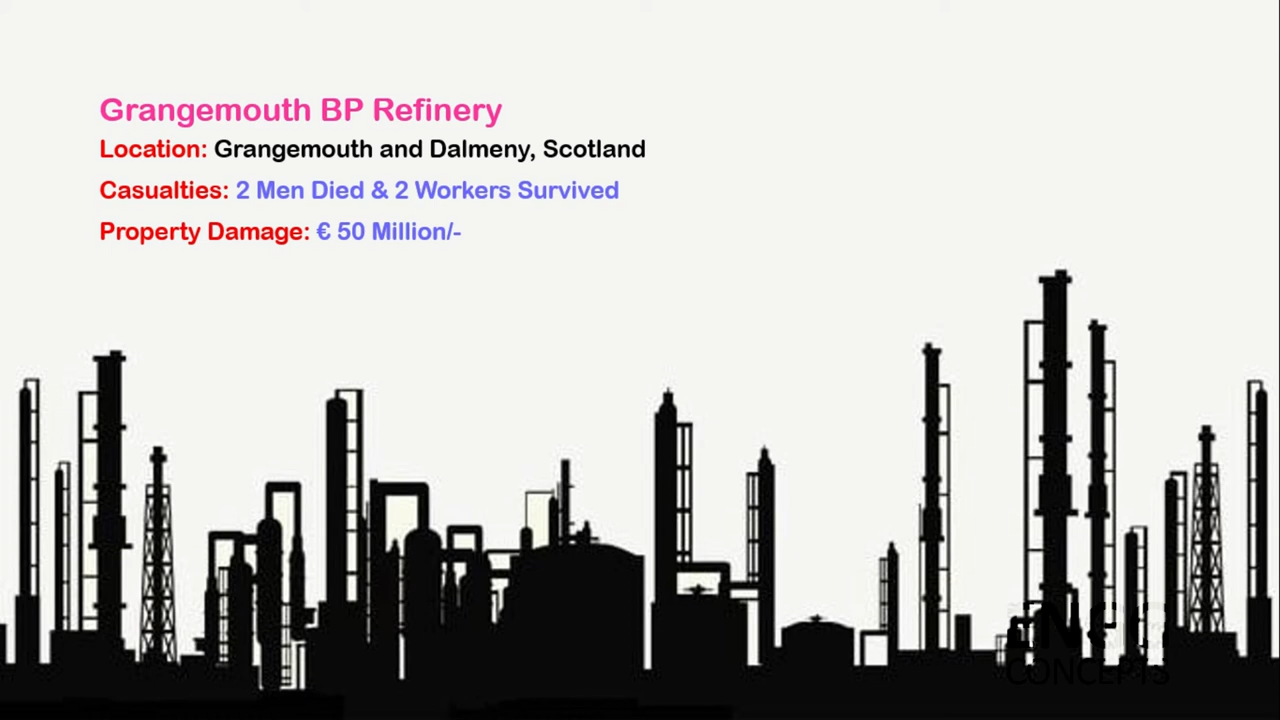 Grangemouth BP Refinery
Location: Grangemouth and Dalmeny, Scotland
Casualties: 2 Men Died & 2 Workers Survived
Property Damage: € 50 Million/-
CONCEPTS